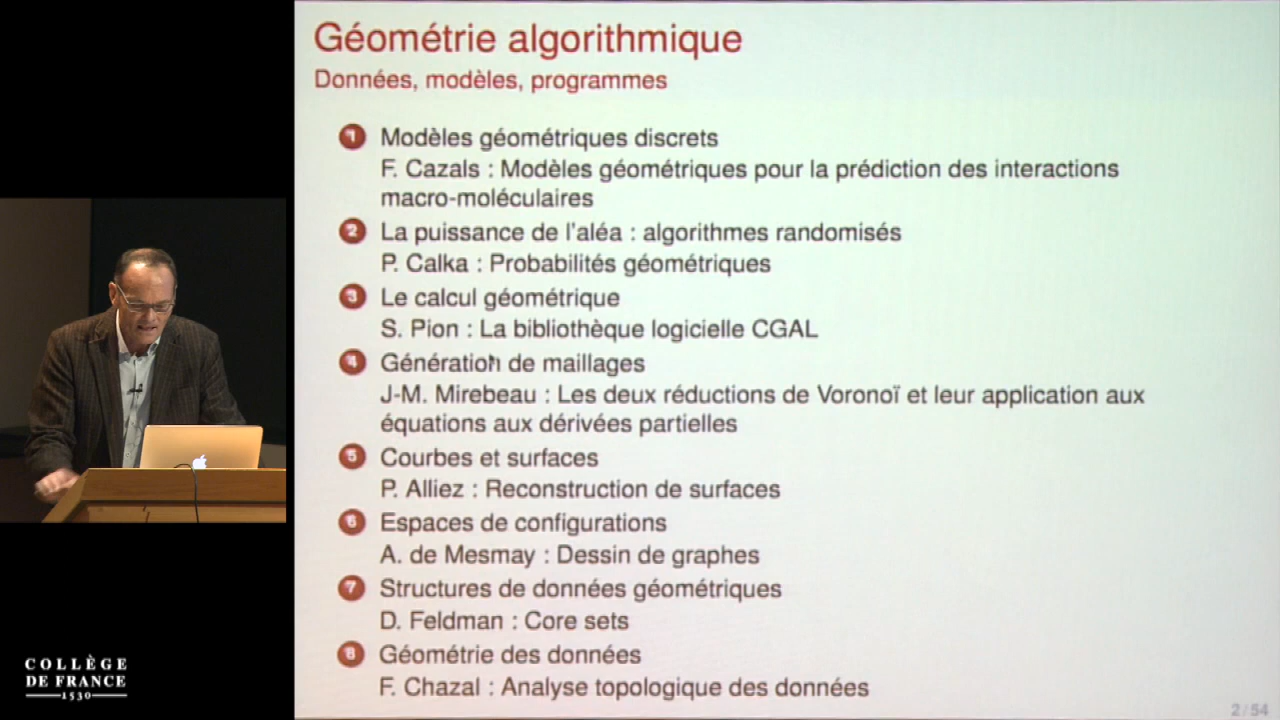 Géométrie algorithmique
Données, modèles, programmes
1 Modèles géométriques discrets
F. Cazals : Modèles géométriques pour la prédiction des interactions
macro-moléculaires
2 La puissance de l'aléa : algorithmes randomisés
P. Calka : Probabilités géométriques
3 Le calcul géométrique
S. Pion : La bibliothèque logicielle CGAL
4 Génération de maillages
J-M. Mirebeau : Les deux réductions de Voronoï et leur application aux
équations aux dérivées partielles
5 Courbes et surfaces
P. Alliez : Reconstruction de surfaces
6 Espaces de configurations
A. de Mesmay : Dessin de graphes
7 Structures de données géométriques
D. Feldman : Core sets
8 Géométrie des données
F. Chazal : Analyse topologique des données
2 / 54
COLLÈGE
DE FRANCE
1530